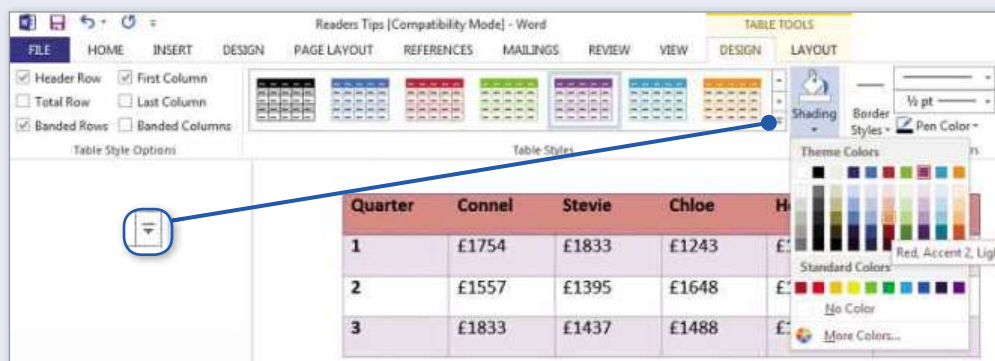 Readers Tips [Compatibility Mode] - Word
TABLE TOOLS
FILE HOME INSERT DESIGN PAGE LAYOUT REFERENCES MAILINGS REVIEW VIEW DESIGN LAYOUT
Header Row First Column
Total Row Last Column
Banded Rows Banded Columns
Table Style Options
Table Styles
Shading
Border Styles
½ pt
Pen Color
Theme Colors
Red, Accent 2, Lig
Standard Colors
No Color
More Colors...
Quarter Connel Stevie Chloe
1 £1754 £1833 £1243
2 £1557 £1395 £1648
3 £1833 £1437 £1488